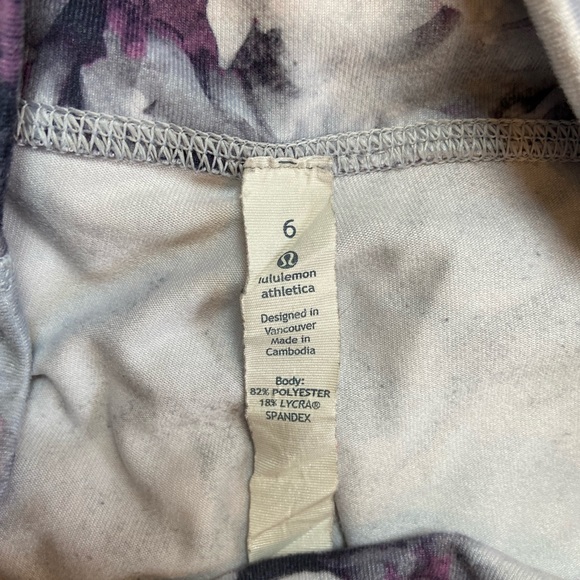 6
lululemon
athletica
Designed in
Vancouver
Made in
Cambodia
Body:
82% POLYESTER
18% LYCRA®
SPANDEX